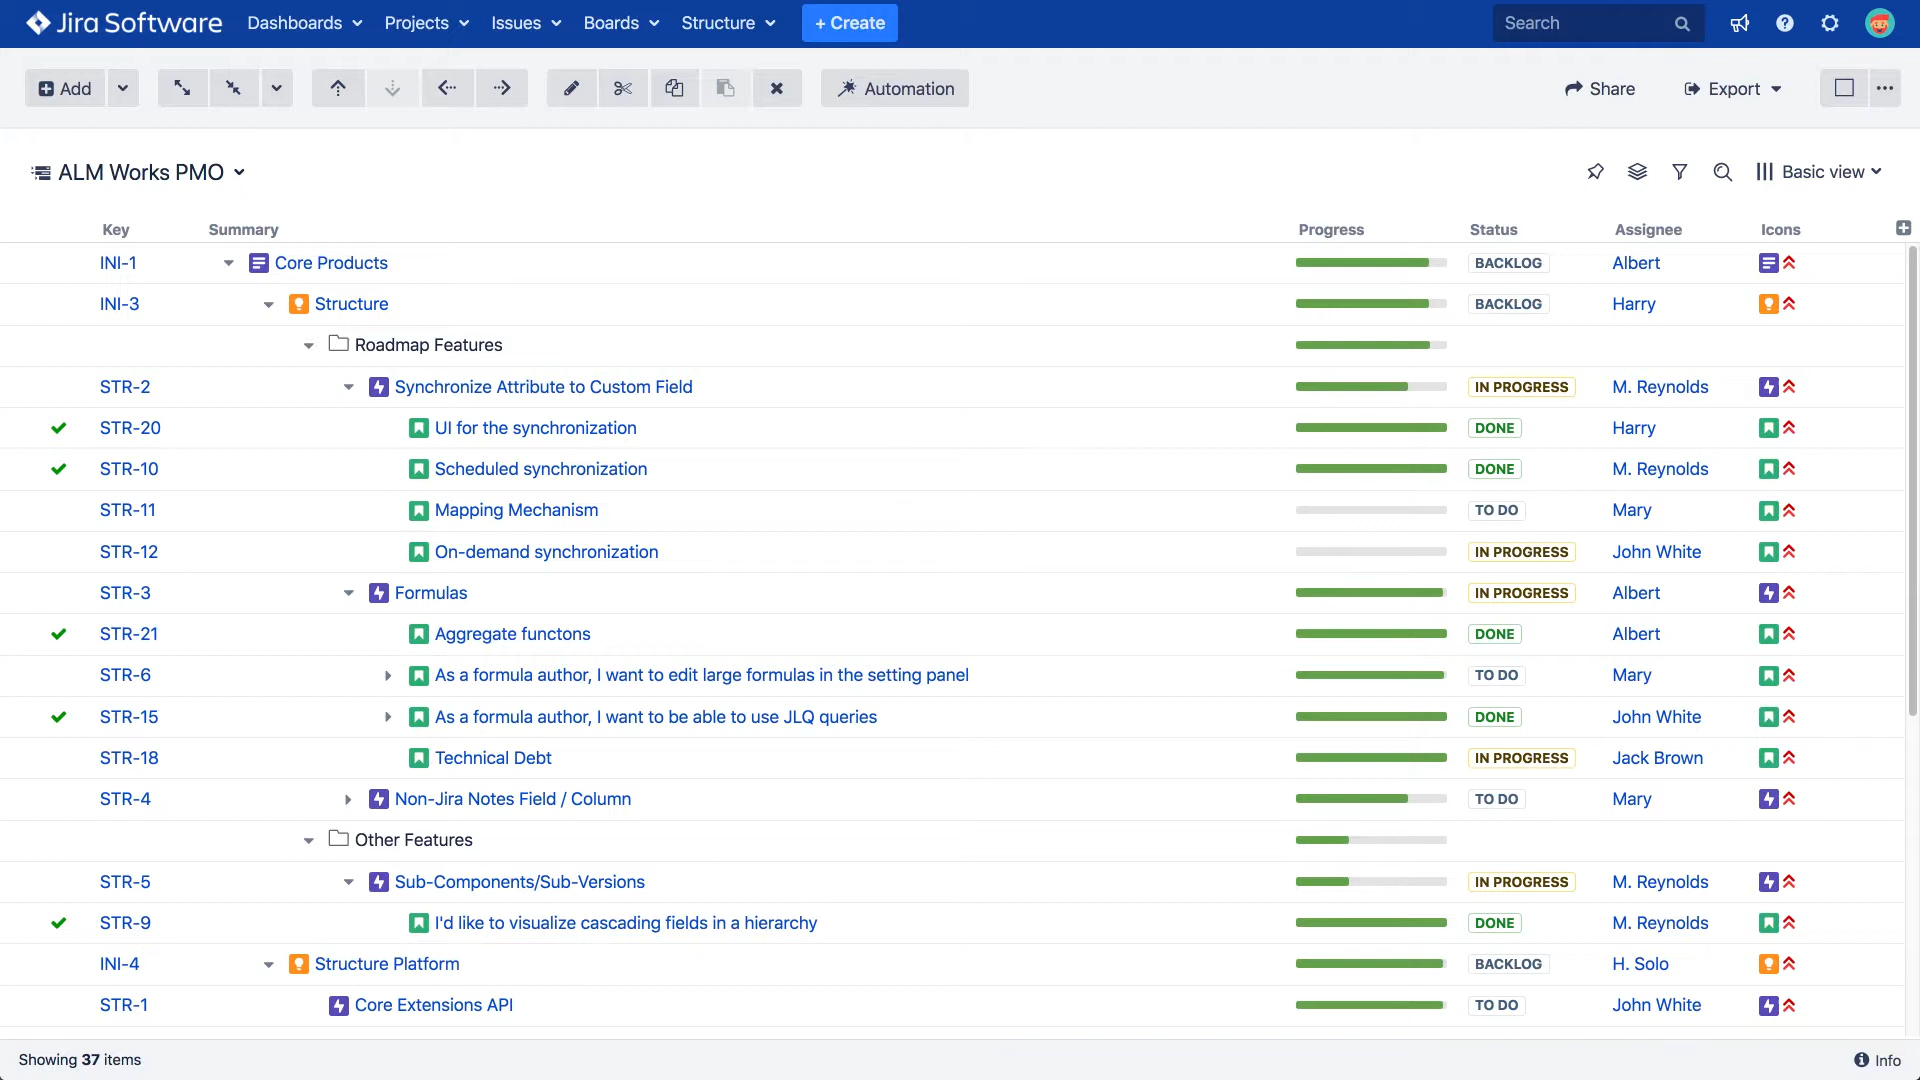 Jira Software Dashboards Projects Issues Boards Structure + Create Search
Add Automation Share Export
ALM Works PMO Basic view
Key Summary Progress Status Assignee Icons
INI-1 Core Products BACKLOG Albert
INI-3 Structure BACKLOG Harry
Roadmap Features
STR-2 Synchronize Attribute to Custom Field IN PROGRESS M. Reynolds
STR-20 UI for the synchronization DONE Harry
STR-10 Scheduled synchronization DONE M. Reynolds
STR-11 Mapping Mechanism TO DO Mary
STR-12 On-demand synchronization IN PROGRESS John White
STR-3 Formulas IN PROGRESS Albert
STR-21 Aggregate functons DONE Albert
STR-6 As a formula author, I want to edit large formulas in the setting panel TO DO Mary
STR-15 As a formula author, I want to be able to use JLQ queries DONE John White
STR-18 Technical Debt IN PROGRESS Jack Brown
STR-4 Non-Jira Notes Field / Column TO DO Mary
Other Features
STR-5 Sub-Components/Sub-Versions IN PROGRESS M. Reynolds
STR-9 I'd like to visualize cascading fields in a hierarchy DONE M. Reynolds
INI-4 Structure Platform BACKLOG H. Solo
STR-1 Core Extensions API TO DO John White
Showing 37 items Info